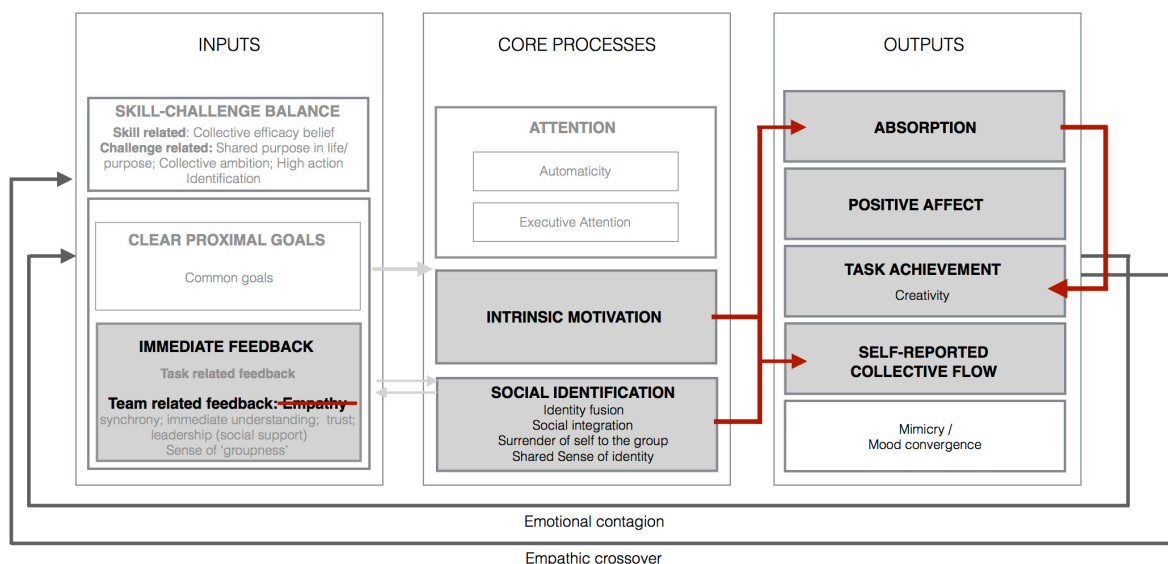 INPUTS
SKILL-CHALLENGE BALANCE
Skill related: Collective efficacy belief
Challenge related: Shared purpose in life/
purpose; Collective ambition; High action
Identification
CLEAR PROXIMAL GOALS
Common goals
IMMEDIATE FEEDBACK
Task related feedback
Team related feedback: Empathy
synchrony; immediate understanding; trust;
leadership (social support)
Sense of ‘groupness’
CORE PROCESSES
ATTENTION
Automaticity
Executive Attention
INTRINSIC MOTIVATION
SOCIAL IDENTIFICATION
Identity fusion
Social integration
Surrender of self to the group
Shared Sense of identity
OUTPUTS
ABSORPTION
POSITIVE AFFECT
TASK ACHIEVEMENT
Creativity
SELF-REPORTED
COLLECTIVE FLOW
Mimicry /
Mood convergence
Emotional contagion
Empathic crossover